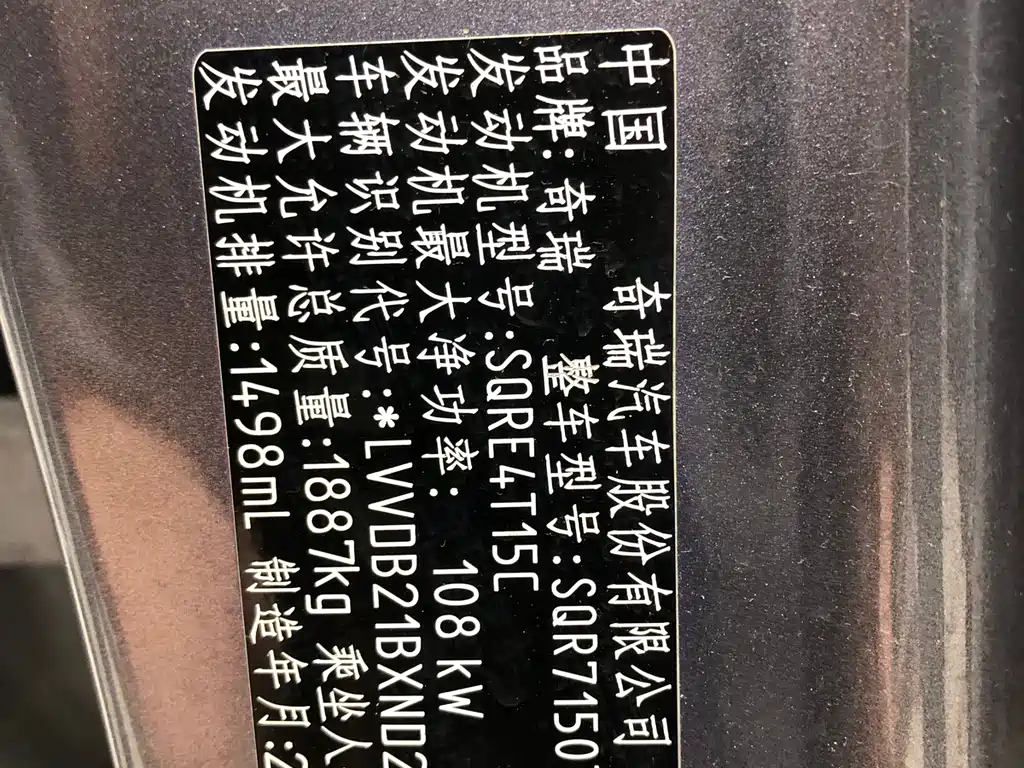 中国 奇瑞汽车股份有限公司
品牌:奇瑞 整车型号:SQR7150
发动机型号:SQRE4T15C
发动机最大净功率: 108 kW
车辆识别代号:*LVVDB21BXND2
最大允许总质量:1887kg 乘坐人
发动机排量:1498mL 制造年月:2